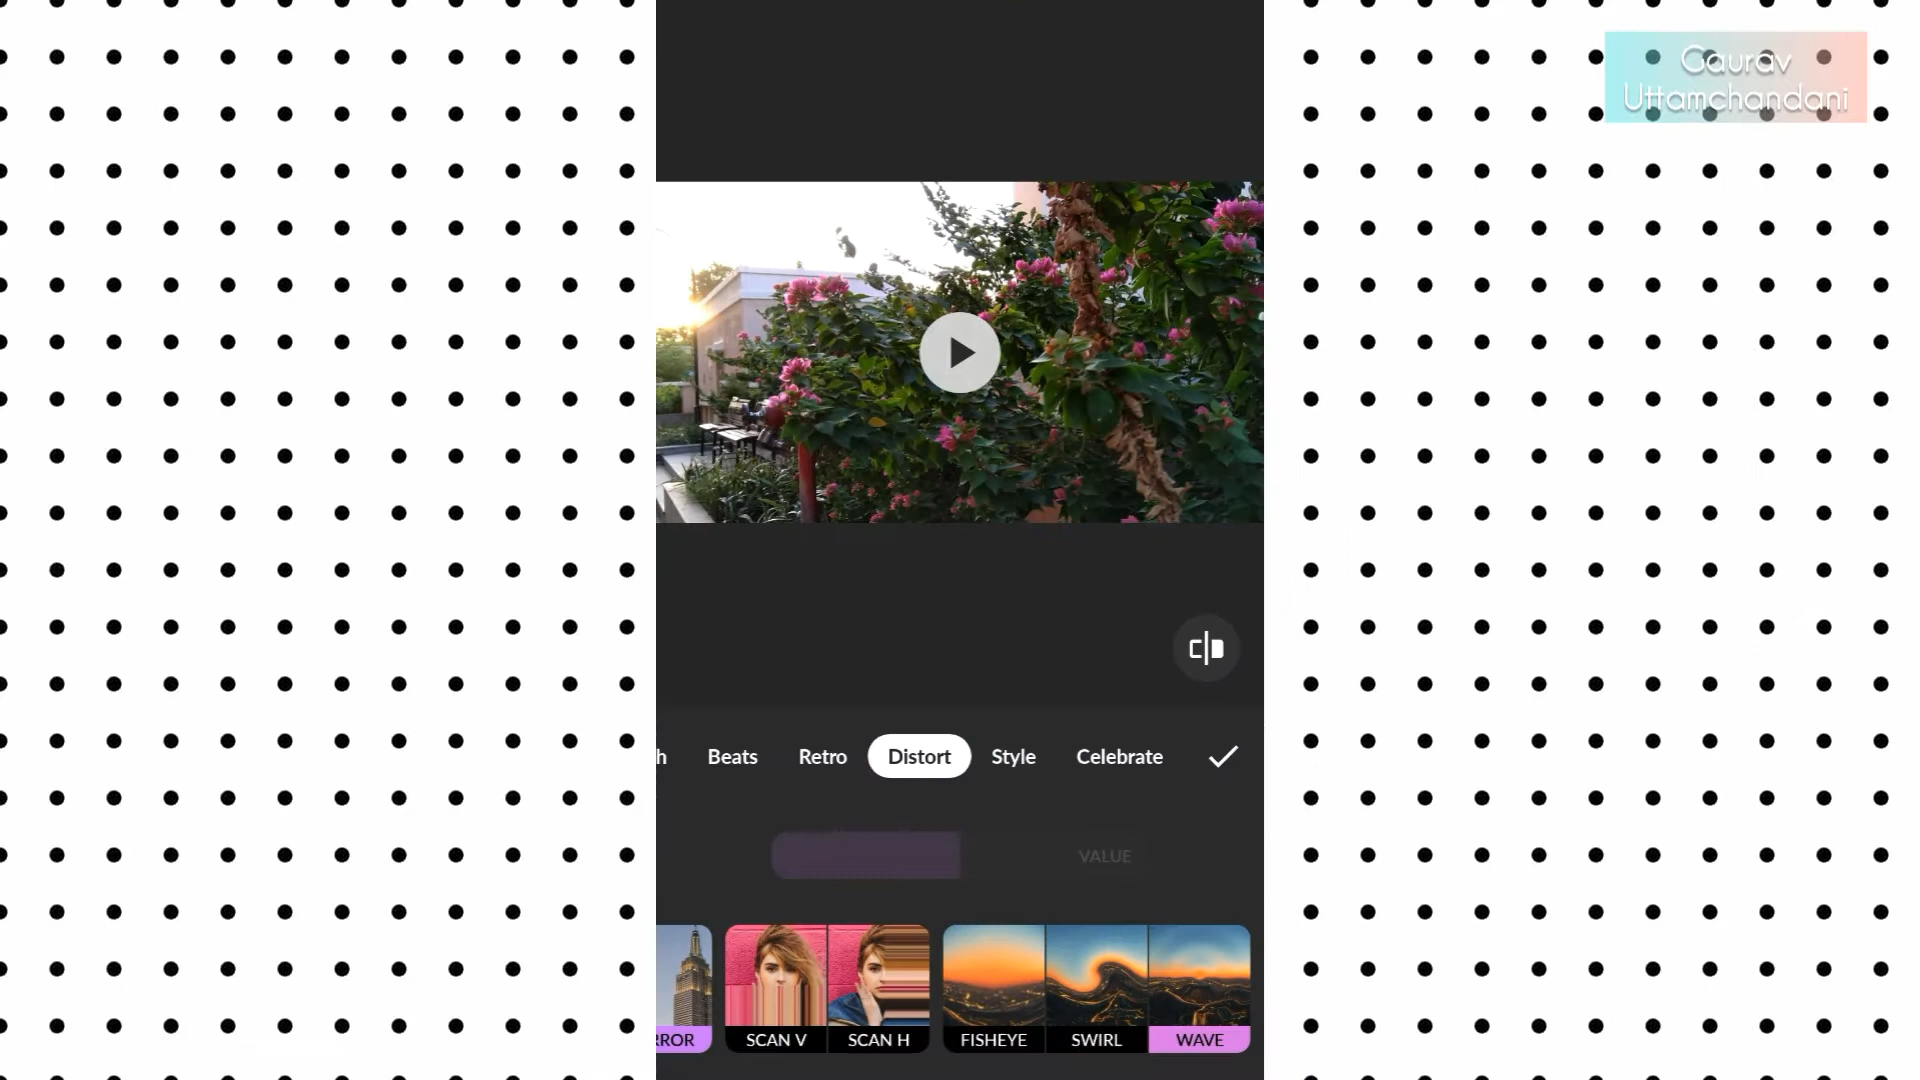 Gaurav
Uttamchandani
h Beats Retro Distort Style Celebrate
VALUE
RROR SCAN V SCAN H FISHEYE SWIRL WAVE